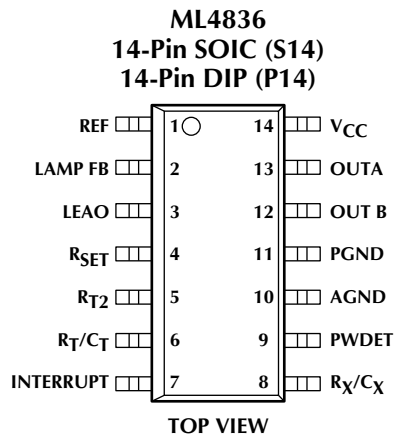 ML4836
14-Pin SOIC (S14)
14-Pin DIP (P14)
REF 1 14 VCC
LAMP FB 2 13 OUTA
LEAO 3 12 OUT B
RSET 4 11 PGND
RT2 5 10 AGND
RT/CT 6 9 PWDET
INTERRUPT 7 8 RX/CX
TOP VIEW